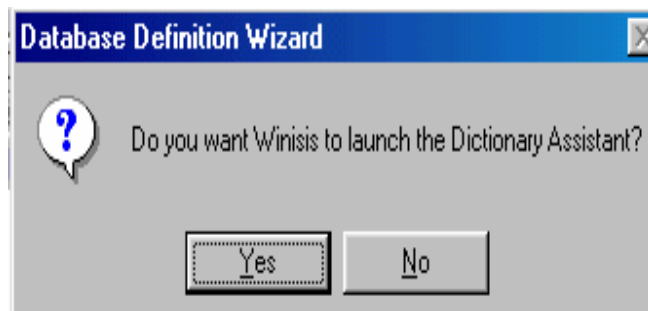 Database Definition Wizard
Do you want Winisis to launch the Dictionary Assistant?
Yes No